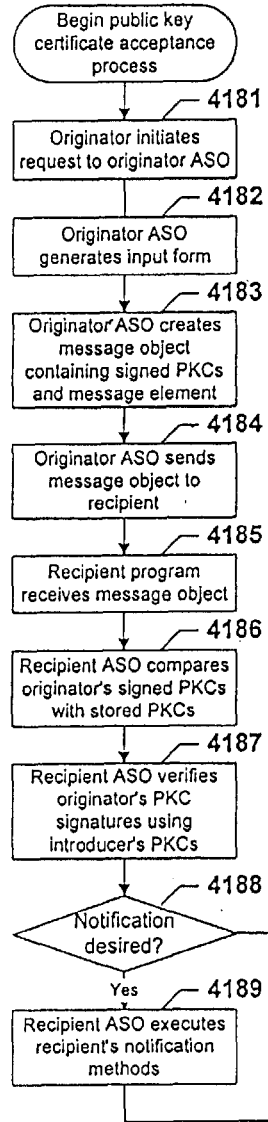 Begin public key
certificate acceptance
process
4181
Originator initiates
request to originator ASO
4182
Originator ASO
generates input form
4183
Originator ASO creates
message object
containing signed PKCs
and message element
4184
Originator ASO sends
message object to
recipient
4185
Recipient program
receives message object
4186
Recipient ASO compares
originator's signed PKCs
with stored PKCs
4187
Recipient ASO verifies
originator's PKC
signatures using
introducer's PKCs
4188
Notification
desired?
Yes
4189
Recipient ASO executes
recipient's notification
methods